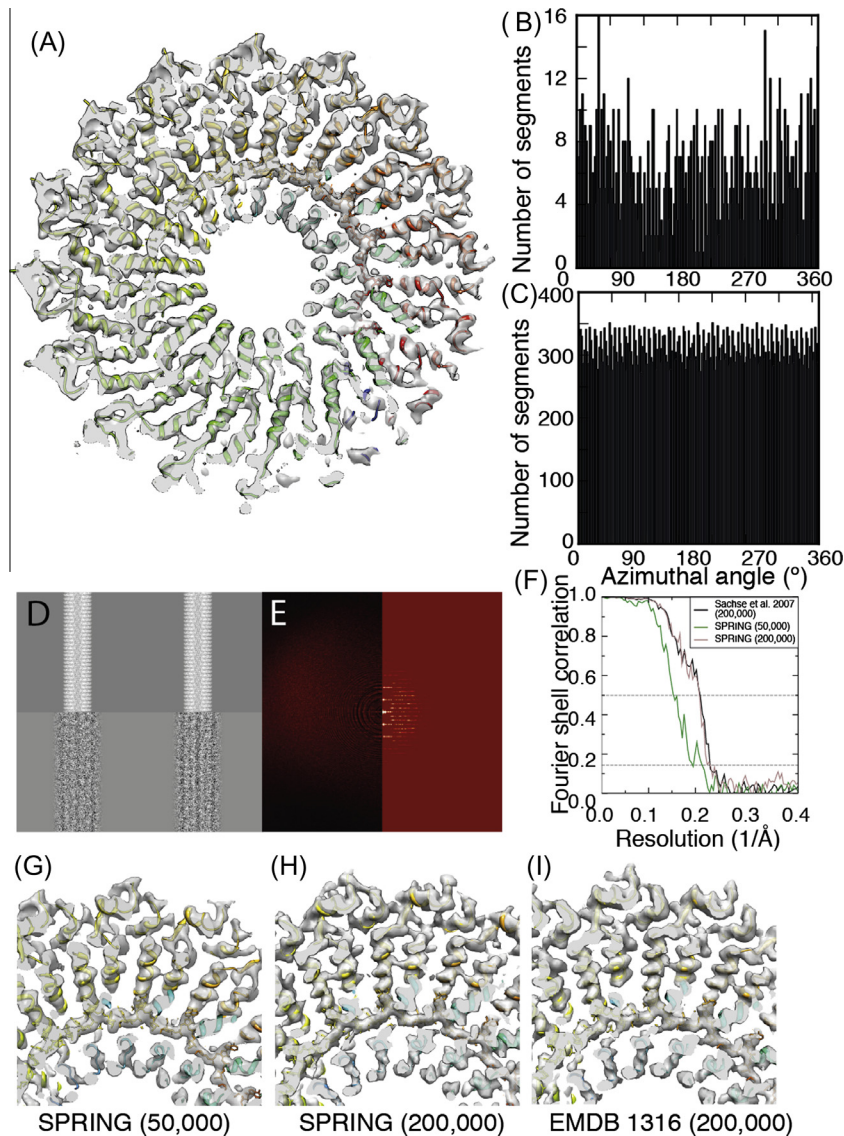 (A)
(B)
Number of segments
16
12
8
4
0
0
90
180
270
360
(C)
Number of segments
400
300
200
100
0
0
90
180
270
360
Azimuthal angle (º)
D
E
(F)
Fourier shell correlation
1.0
0.8
0.6
0.4
0.2
0.0
Sachse et al. 2007
(200,000)
SPRING (50,000)
SPRING (200,000)
0.0
0.1
0.2
0.3
0.4
Resolution (1/Å)
(G)
(H)
(I)
SPRING (50,000)
SPRING (200,000)
EMDB 1316 (200,000)